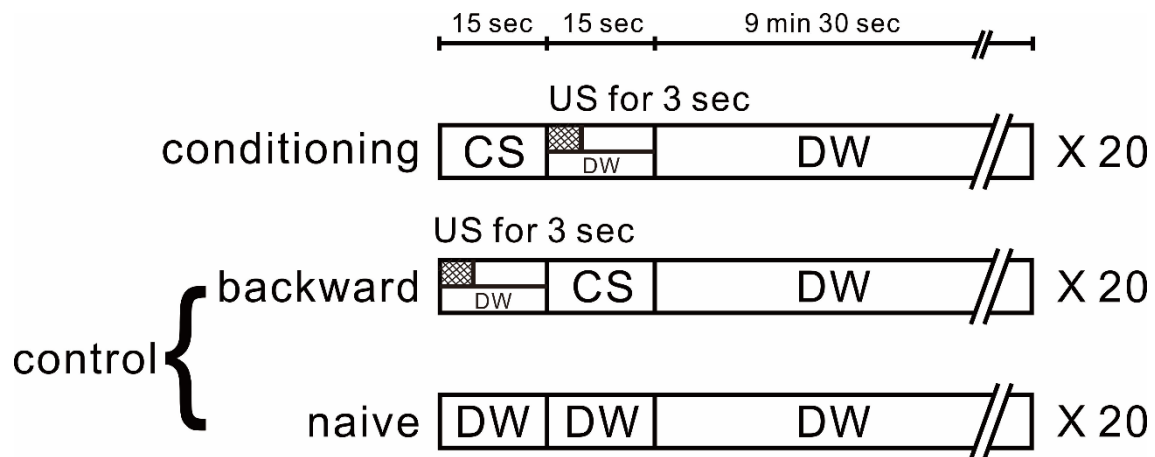 15 sec 15 sec 9 min 30 sec
US for 3 sec
conditioning CS DW DW X 20
US for 3 sec
backward DW CS DW X 20
control
naive DW DW DW X 20